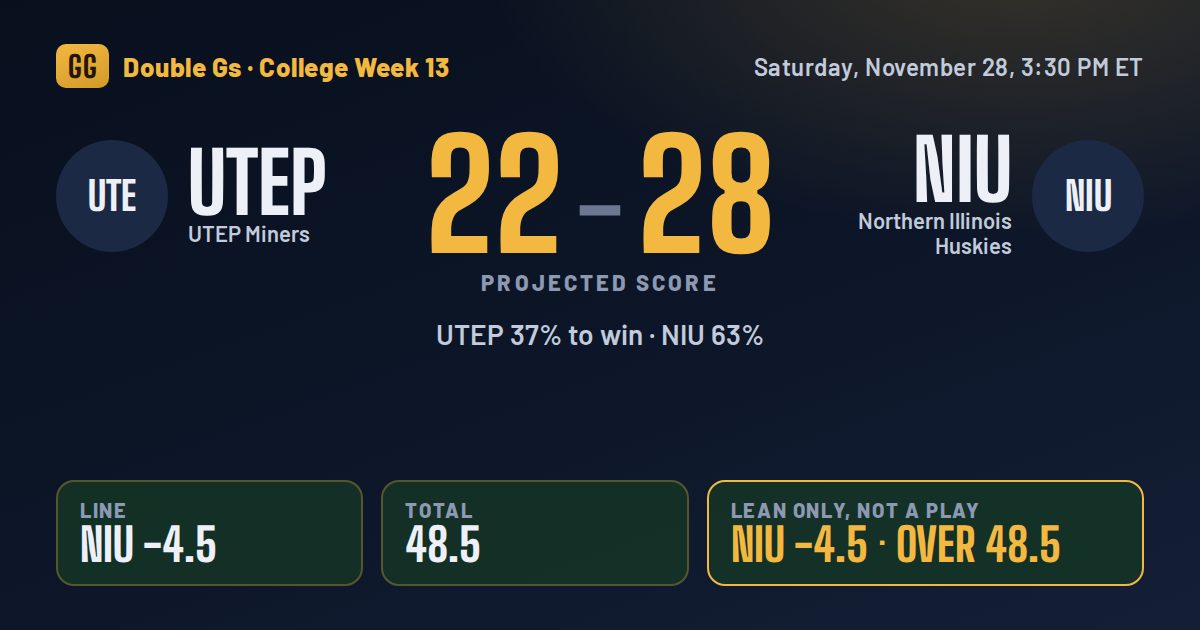 GG
Double Gs · College Week 13
Saturday, November 28, 3:30 PM ET
UTE
UTEP
UTEP Miners
22 – 28
PROJECTED SCORE
UTEP 37% to win · NIU 63%
NIU
Northern Illinois
Huskies
NIU
LINE
NIU −4.5
TOTAL
48.5
LEAN ONLY, NOT A PLAY
NIU −4.5 · OVER 48.5